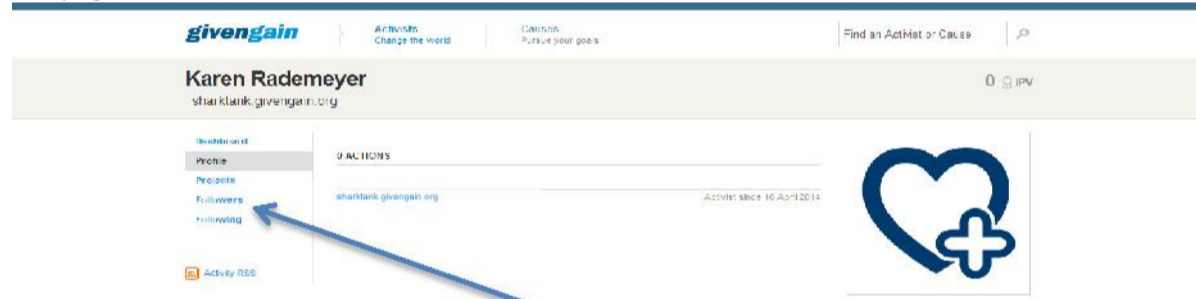 givengain
Activists
Change the world
Causes
Pursue your goals
Find an Activist or Cause
Karen Rademeyer
sharktank.givengain.org
0 IPV
Dashboard
Profile
Projects
Followers
Following
Activity RSS
0 ACTIONS
sharktank.givengain.org
Activist since 16 April 2014